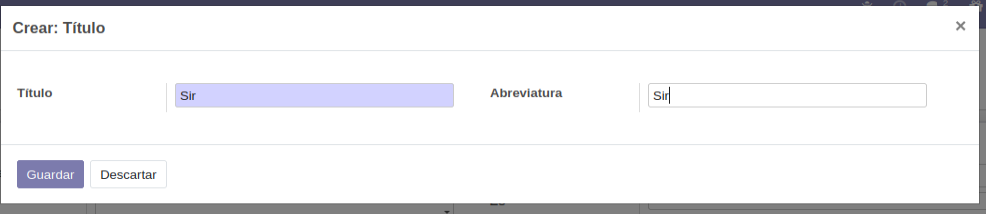 Crear: Título
×
Título
Sir
Abreviatura
Sir
Guardar
Descartar